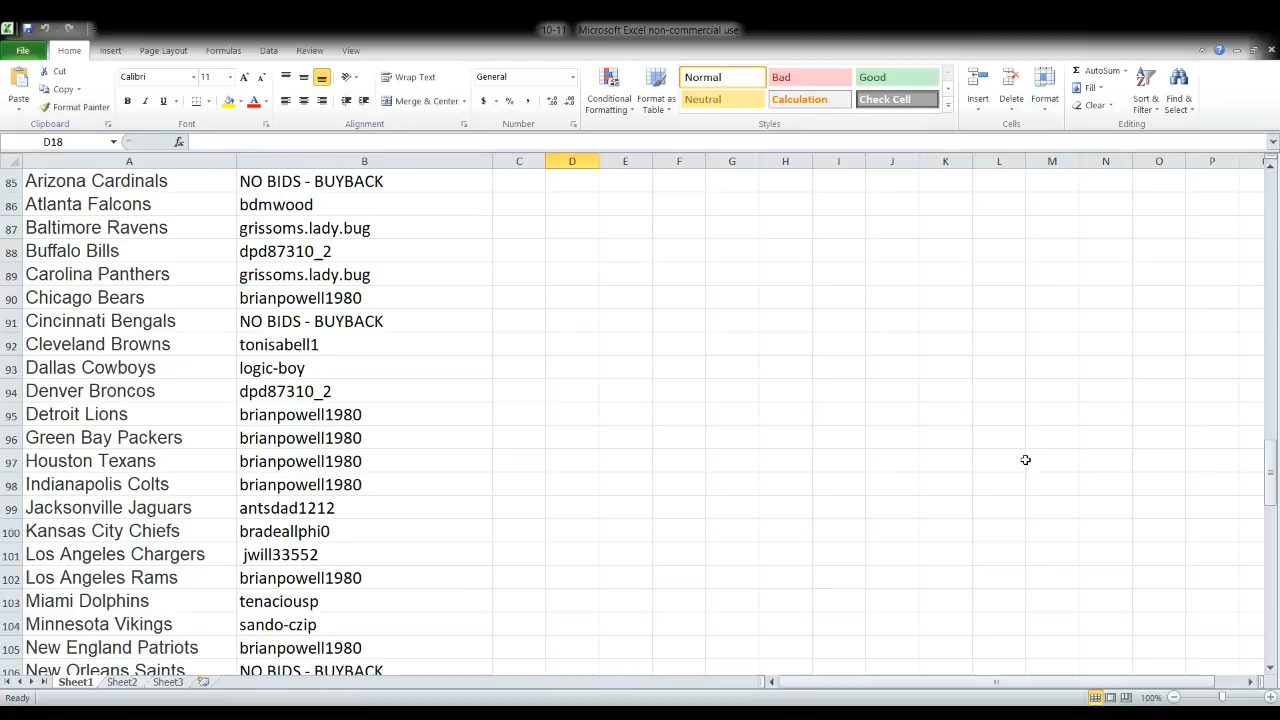 10-11 - Microsoft Excel non-commercial use
File Home Insert Page Layout Formulas Data Review View
Paste Cut Copy Format Painter Clipboard
Calibri 11 B I U A Font
Wrap Text Merge & Center Alignment
General $ % , Number
Conditional Formatting Format as Table Normal Bad Good Neutral Calculation Check Cell Styles
Insert Delete Format Cells
AutoSum Fill Clear Sort & Filter Find & Select Editing
D18 fx
A B C D E F G H I J K L M N O P
85 Arizona Cardinals NO BIDS - BUYBACK
86 Atlanta Falcons bdmwood
87 Baltimore Ravens grissoms.lady.bug
88 Buffalo Bills dpd87310_2
89 Carolina Panthers grissoms.lady.bug
90 Chicago Bears brianpowell1980
91 Cincinnati Bengals NO BIDS - BUYBACK
92 Cleveland Browns tonisabell1
93 Dallas Cowboys logic-boy
94 Denver Broncos dpd87310_2
95 Detroit Lions brianpowell1980
96 Green Bay Packers brianpowell1980
97 Houston Texans brianpowell1980
98 Indianapolis Colts brianpowell1980
99 Jacksonville Jaguars antsdad1212
100 Kansas City Chiefs bradeallphi0
101 Los Angeles Chargers jwill33552
102 Los Angeles Rams brianpowell1980
103 Miami Dolphins tenaciousp
104 Minnesota Vikings sando-czip
105 New England Patriots brianpowell1980
106 New Orleans Saints NO BIDS - BUYBACK
Sheet1 Sheet2 Sheet3
Ready 100%